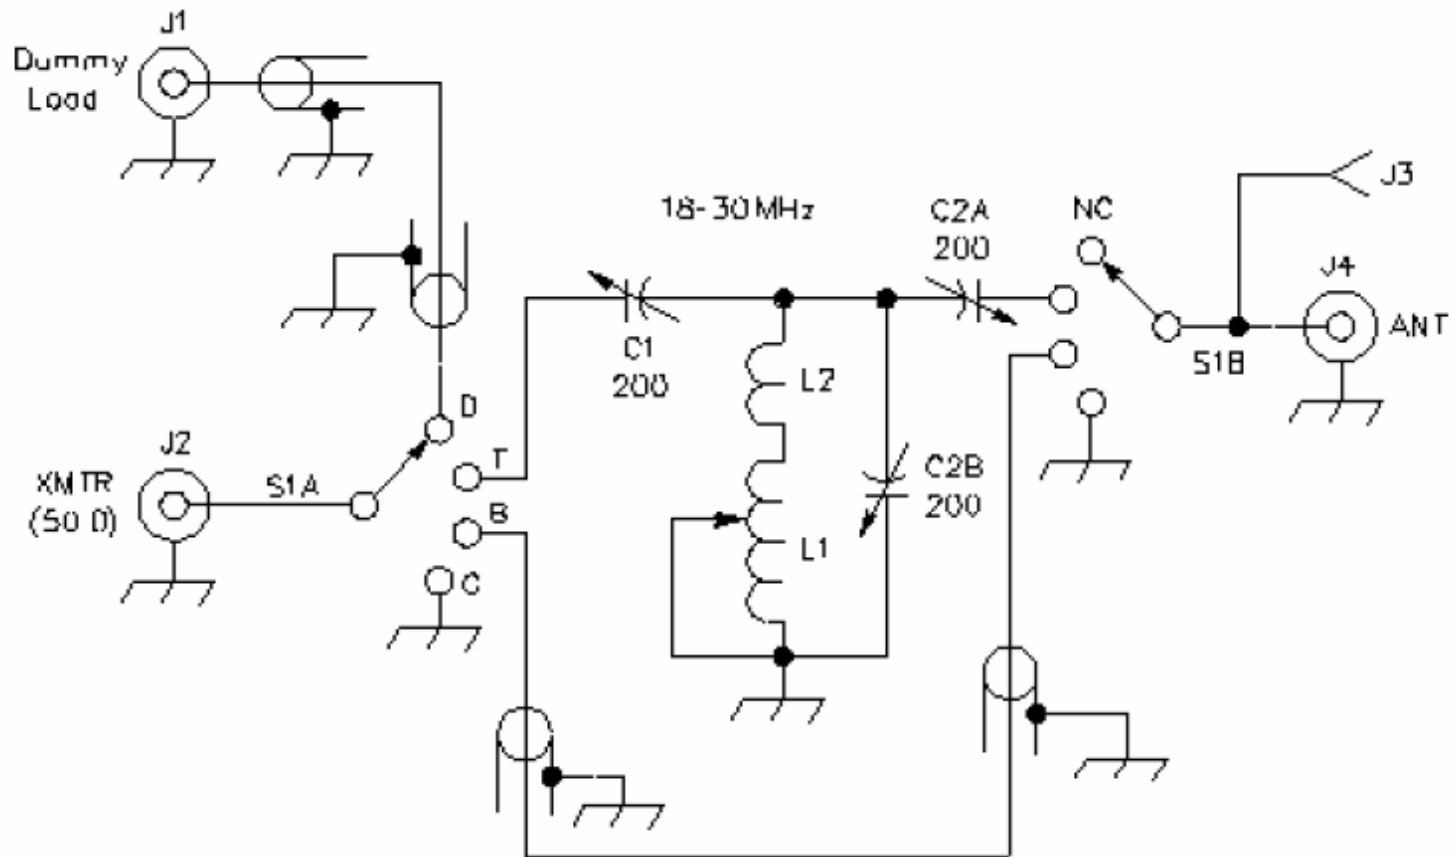 J1
Dummy
Load
18-30 MHz
C2A
200
NC
J3
J4
ANT
S1B
C1
200
L2
D
T
J2
XMTR
(50 D)
S1A
B
C
C2B
200
L1